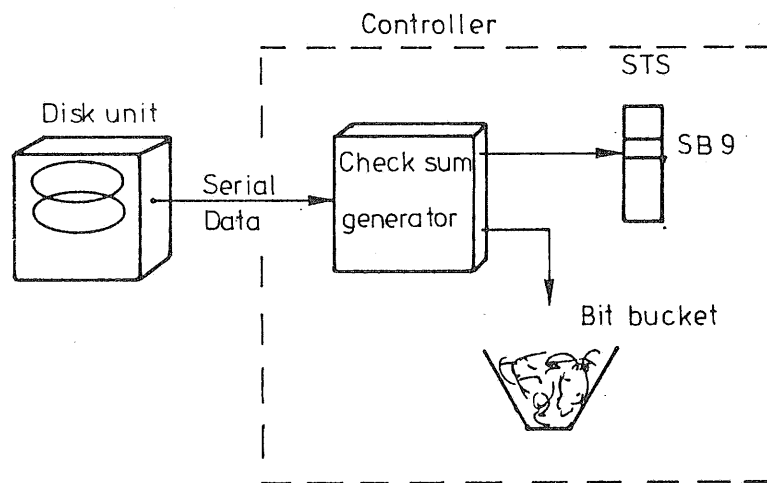 Controller
STS
Disk unit
SB 9
Check sum
generator
Serial
Data
Bit bucket